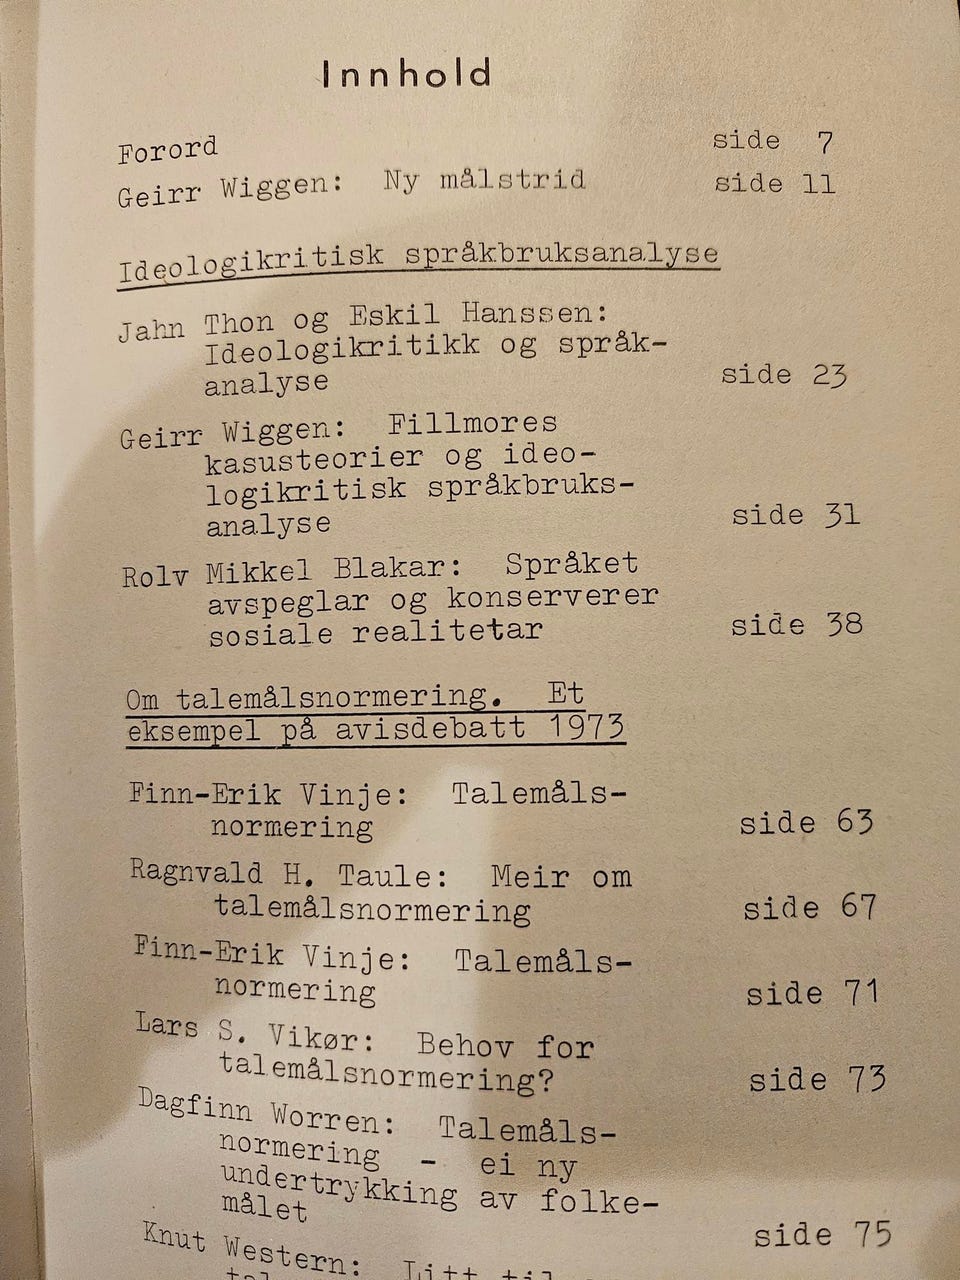 Innhold
Forord side 7
Geirr Wiggen: Ny målstrid side 11
Ideologikritisk språkbruksanalyse
Jahn Thon og Eskil Hanssen:
Ideologikritikk og språk-
analyse side 23
Geirr Wiggen: Fillmores
kasusteorier og ideo-
logikritisk språkbruks-
analyse side 31
Rolv Mikkel Blakar: Språket
avspeglar og konserverer
sosiale realitetar side 38
Om talemålsnormering. Et
eksempel på avisdebatt 1973
Finn-Erik Vinje: Talemåls-
normering side 63
Ragnvald H. Taule: Meir om
talemålsnormering side 67
Finn-Erik Vinje: Talemåls-
normering side 71
Lars S. Vikør: Behov for
talemålsnormering? side 73
Dagfinn Worren: Talemåls-
normering - ei ny
undertrykking av folke-
målet side 75
Knut Western: Litt til